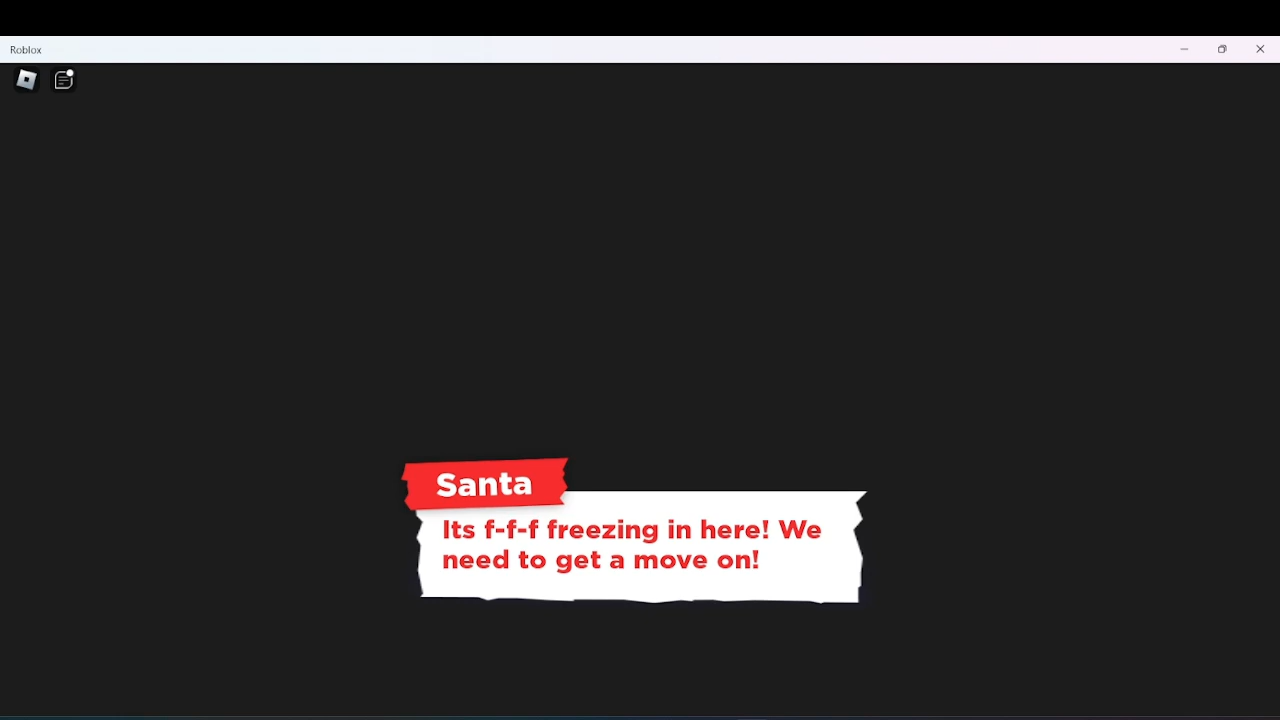 Roblox
Santa
Its f-f-f freezing in here! We
need to get a move on!